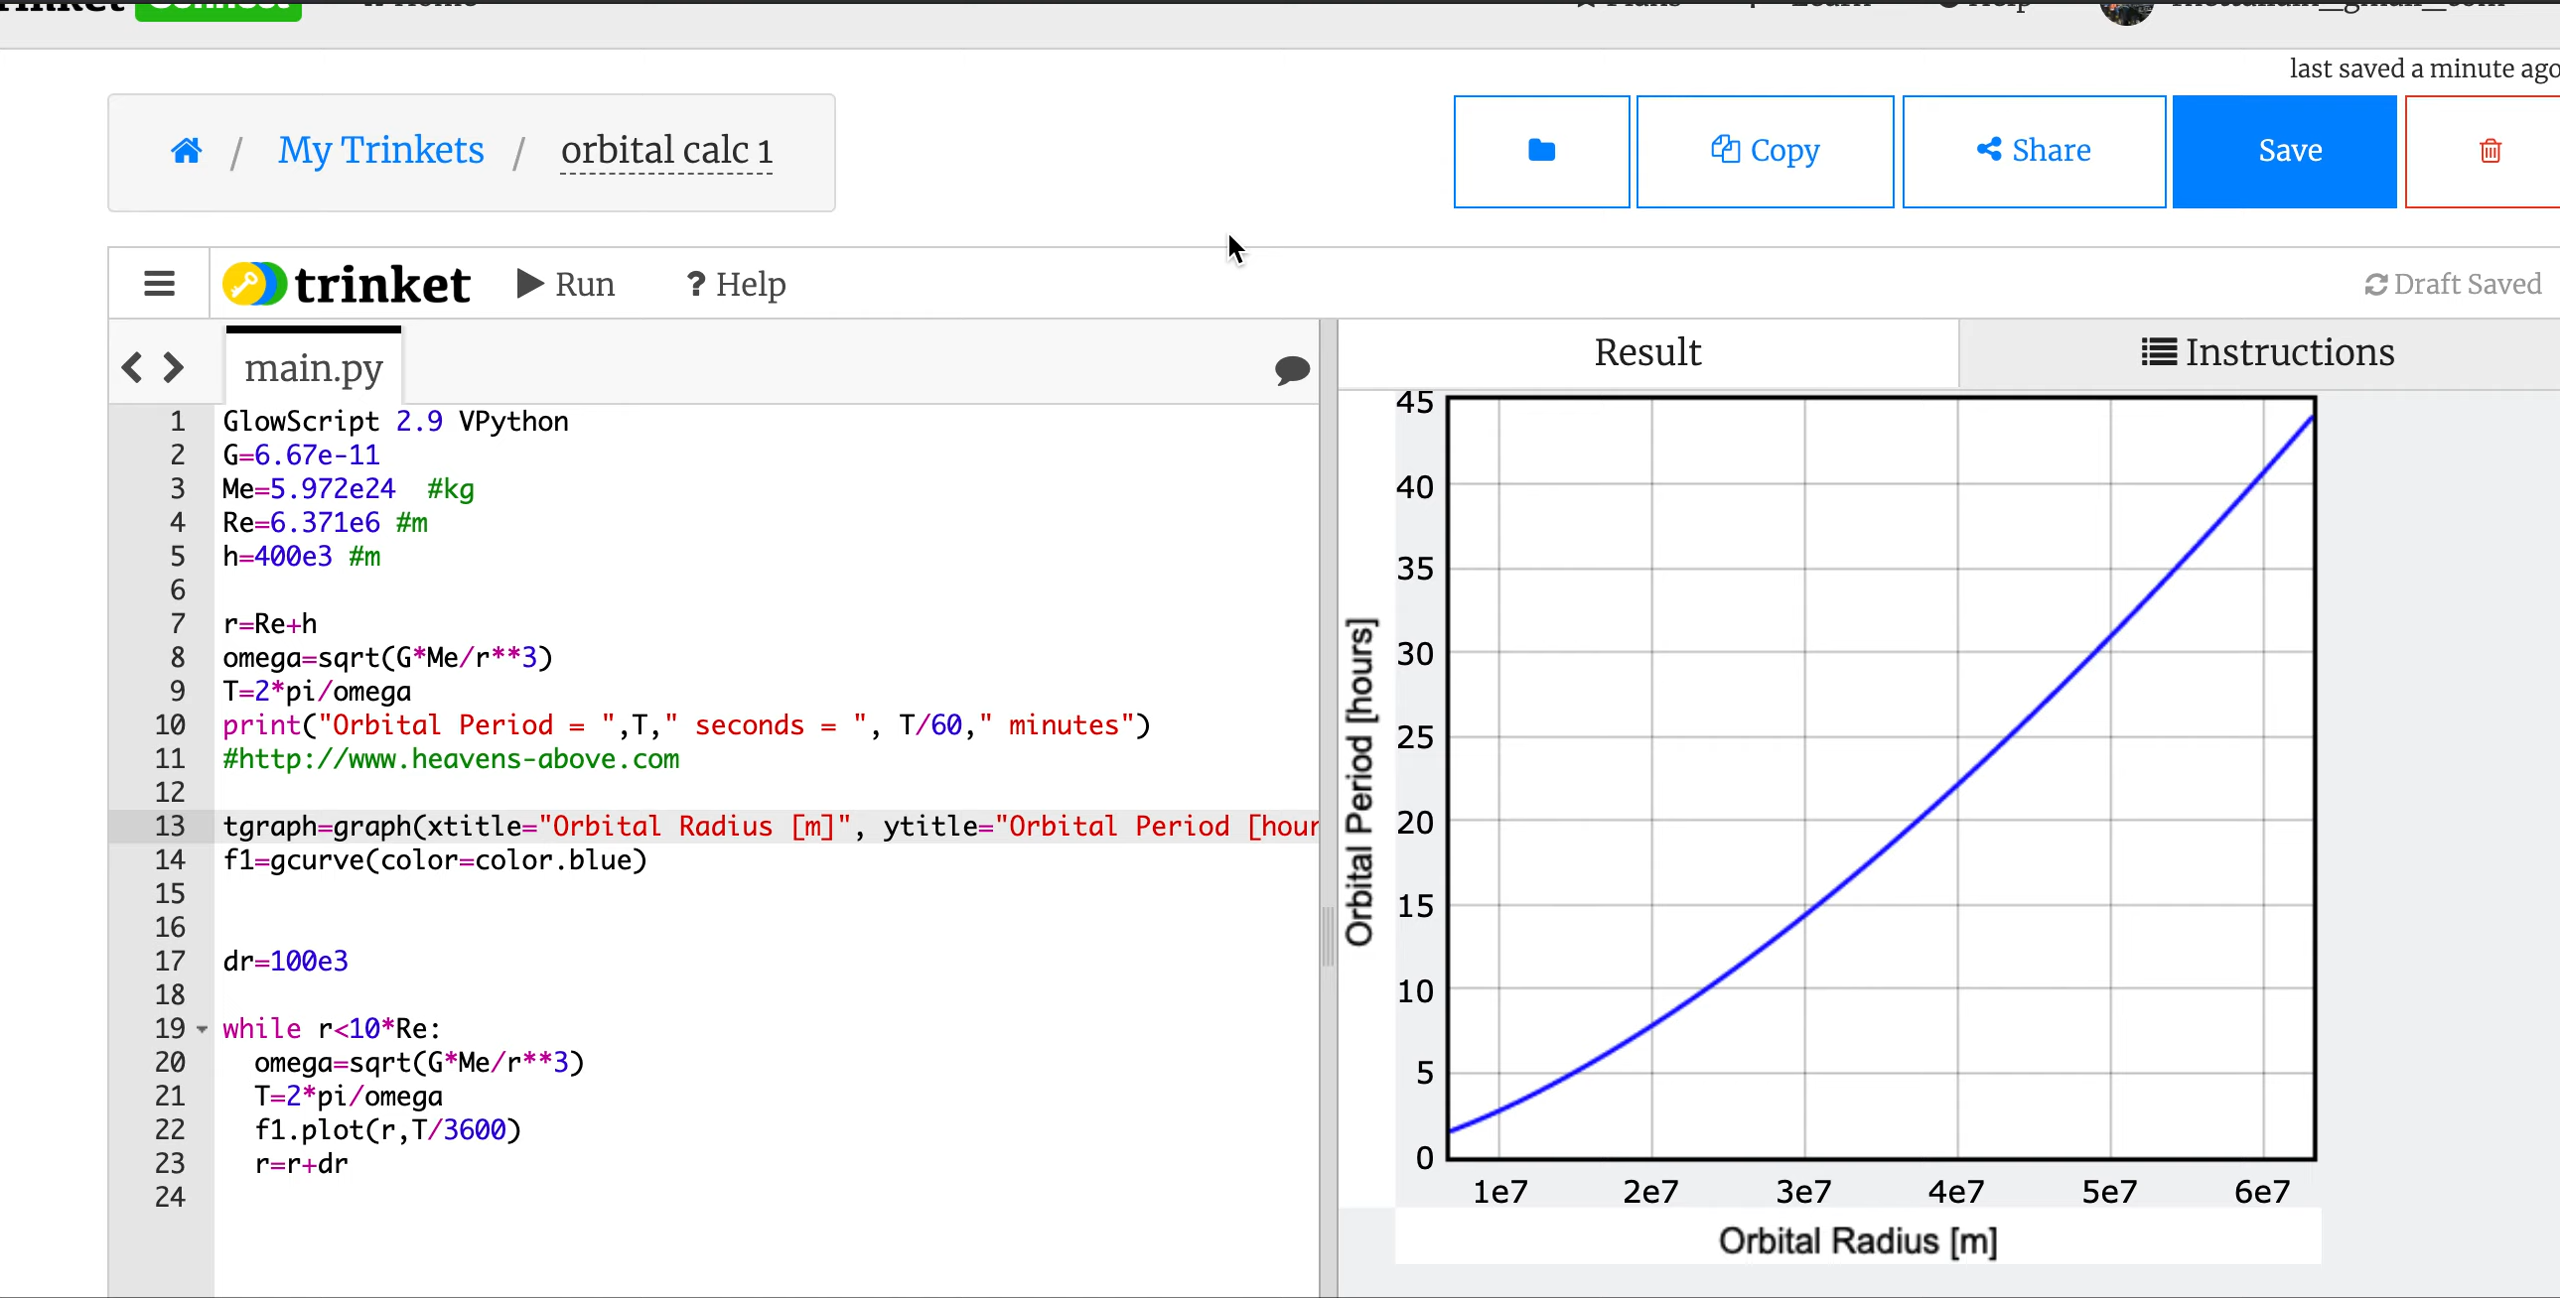 last saved a minute ago
/ My Trinkets / orbital calc 1
Copy
Share
Save
trinket
Run
? Help
Draft Saved
main.py
Result
Instructions
1 GlowScript 2.9 VPython
2 G=6.67e-11
3 Me=5.972e24  #kg
4 Re=6.371e6 #m
5 h=400e3 #m
6
7 r=Re+h
8 omega=sqrt(G*Me/r**3)
9 T=2*pi/omega
10 print("Orbital Period = ",T," seconds = ", T/60," minutes")
11 #http://www.heavens-above.com
12
13 tgraph=graph(xtitle="Orbital Radius [m]", ytitle="Orbital Period [hour
14 f1=gcurve(color=color.blue)
15
16
17 dr=100e3
18
19 while r<10*Re:
20   omega=sqrt(G*Me/r**3)
21   T=2*pi/omega
22   f1.plot(r,T/3600)
23   r=r+dr
24
Orbital Period [hours]
45
40
35
30
25
20
15
10
5
0
1e7 2e7 3e7 4e7 5e7 6e7
Orbital Radius [m]